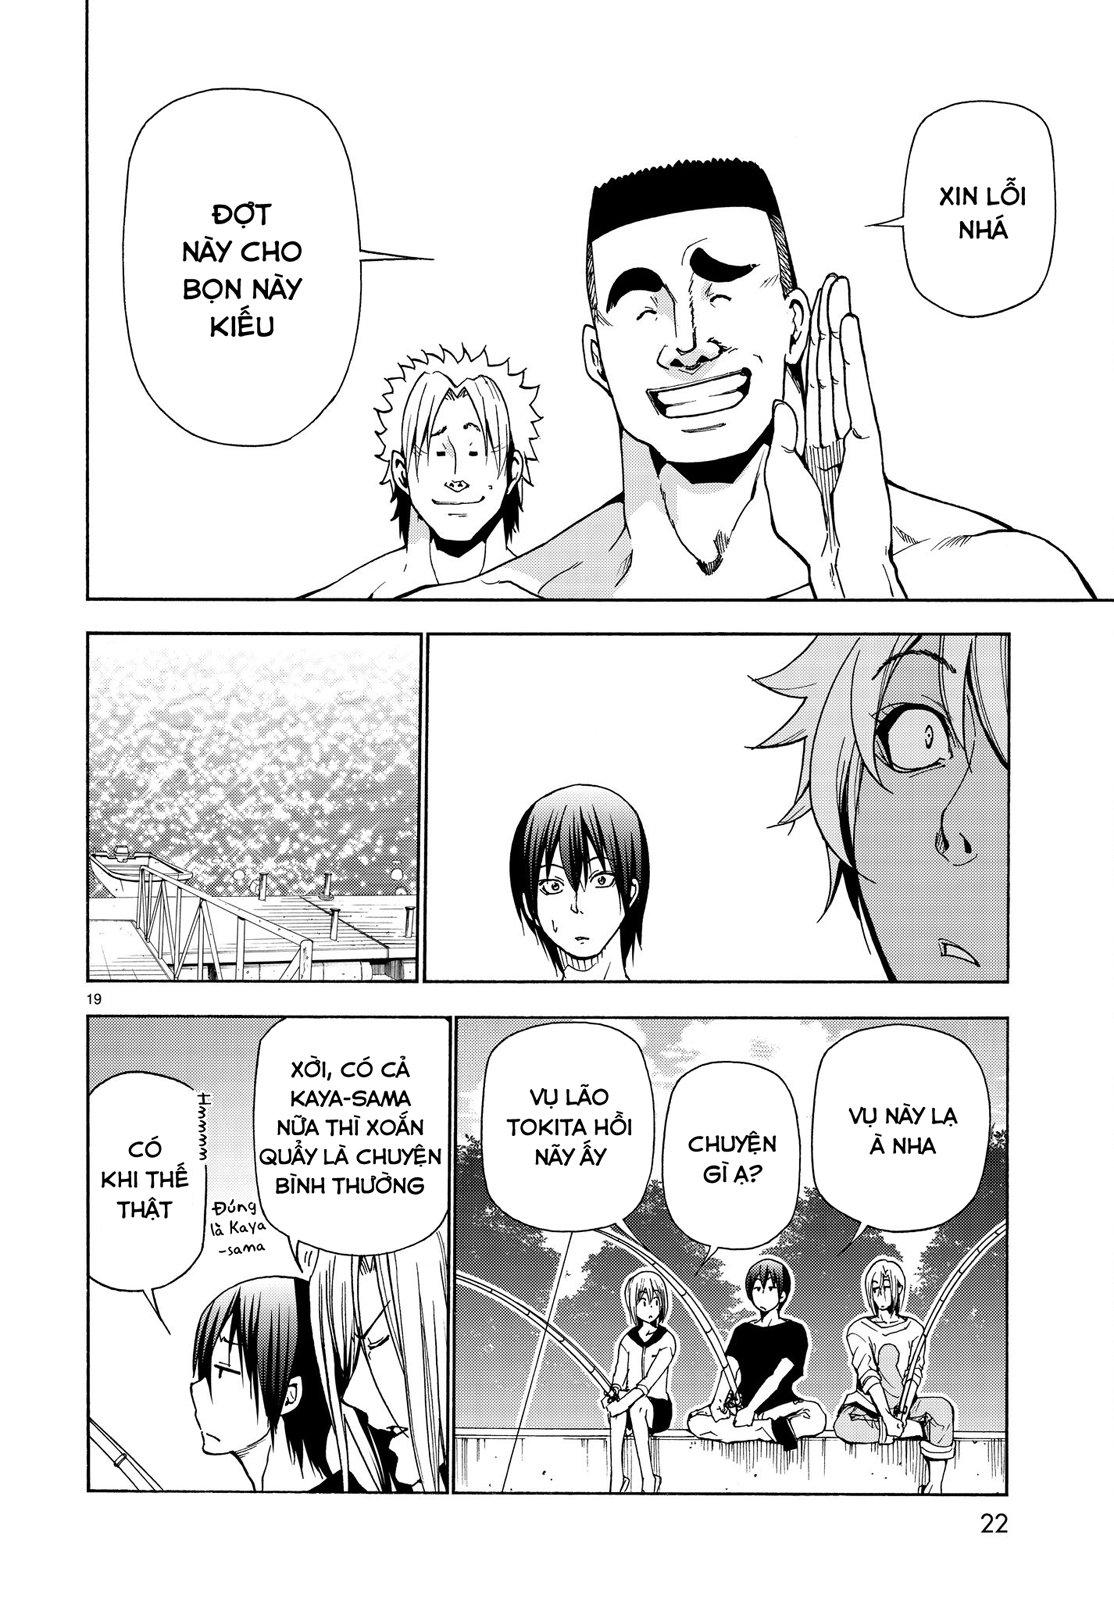 XIN LỖI
NHÁ
ĐỢT
NÀY CHO
BỌN NÀY
KIẾU
19
VỤ NÀY LẠ
À NHA
CHUYỆN
GÌ Ạ?
VỤ LÃO
TOKITA HỒI
NÃY ẤY
XỜI, CÓ CẢ
KAYA-SAMA
NỮA THÌ XOẮN
QUẨY LÀ CHUYỆN
BÌNH THƯỜNG
Đúng
là Kaya
-sama
CÓ
KHI THẾ
THẬT
22